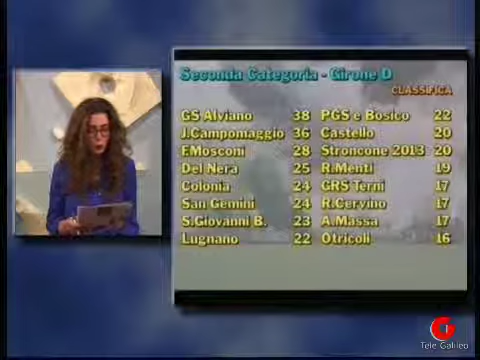 Seconda Categoria - Girone D
CLASSIFICA
GS Alviano 38 PGS e Bosico 22
J.Campomaggio 36 Castello 20
F.Mosconi 28 Stroncone 2013 20
Del Nera 25 R.Menti 19
Colonia 24 GRS Terni 17
San Gemini 24 R.Cervino 17
S.Giovanni B. 23 A.Massa 17
Lugnano 22 Otricoli 16
Tele Galileo